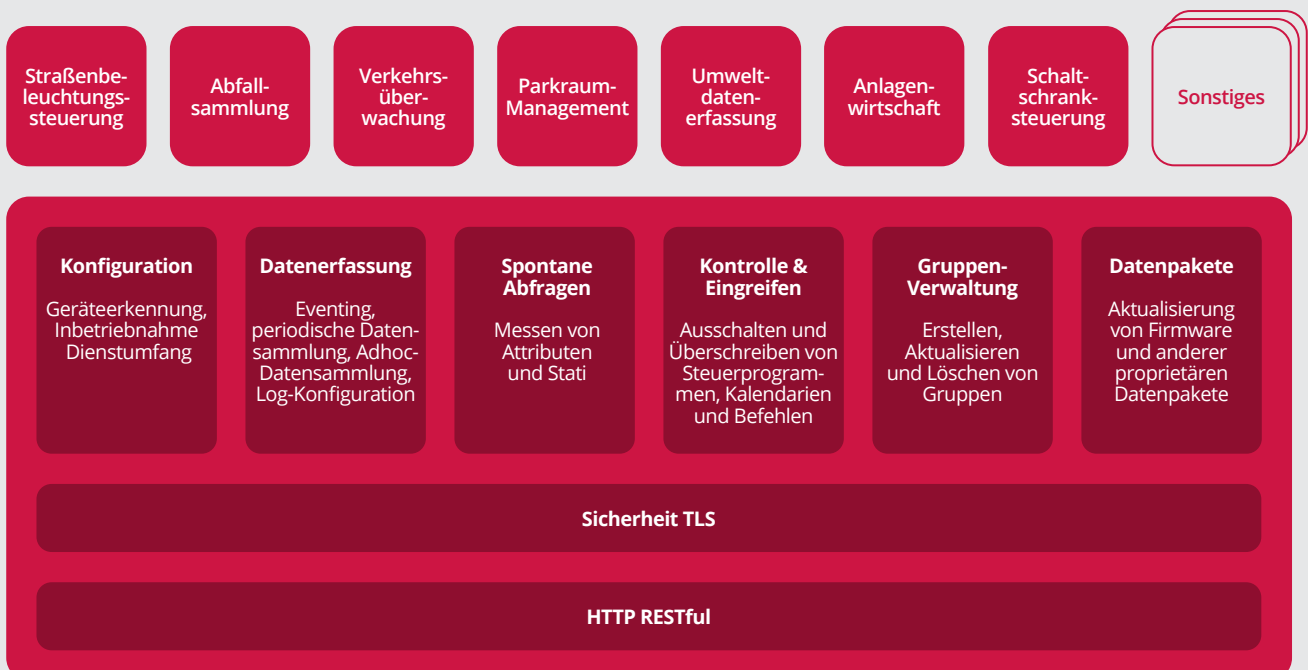 Straßenbe-
leuchtungs-
steuerung
Abfall-
sammlung
Verkehrs-
über-
wachung
Parkraum-
Management
Umwelt-
daten-
erfassung
Anlagen-
wirtschaft
Schalt-
schrank-
steuerung
Sonstiges
Konfiguration
Geräteerkennung,
Inbetriebnahme
Dienstumfang
Datenerfassung
Eventing,
periodische Daten-
sammlung, Adhoc-
Datensammlung,
Log-Konfiguration
Spontane
Abfragen
Messen von
Attributen
und Stati
Kontrolle &
Eingreifen
Ausschalten und
Überschreiben von
Steuerprogram-
men, Kalendarien
und Befehlen
Gruppen-
Verwaltung
Erstellen,
Aktualisieren
und Löschen von
Gruppen
Datenpakete
Aktualisierung
von Firmware
und anderer
proprietären
Datenpakete
Sicherheit TLS
HTTP RESTful